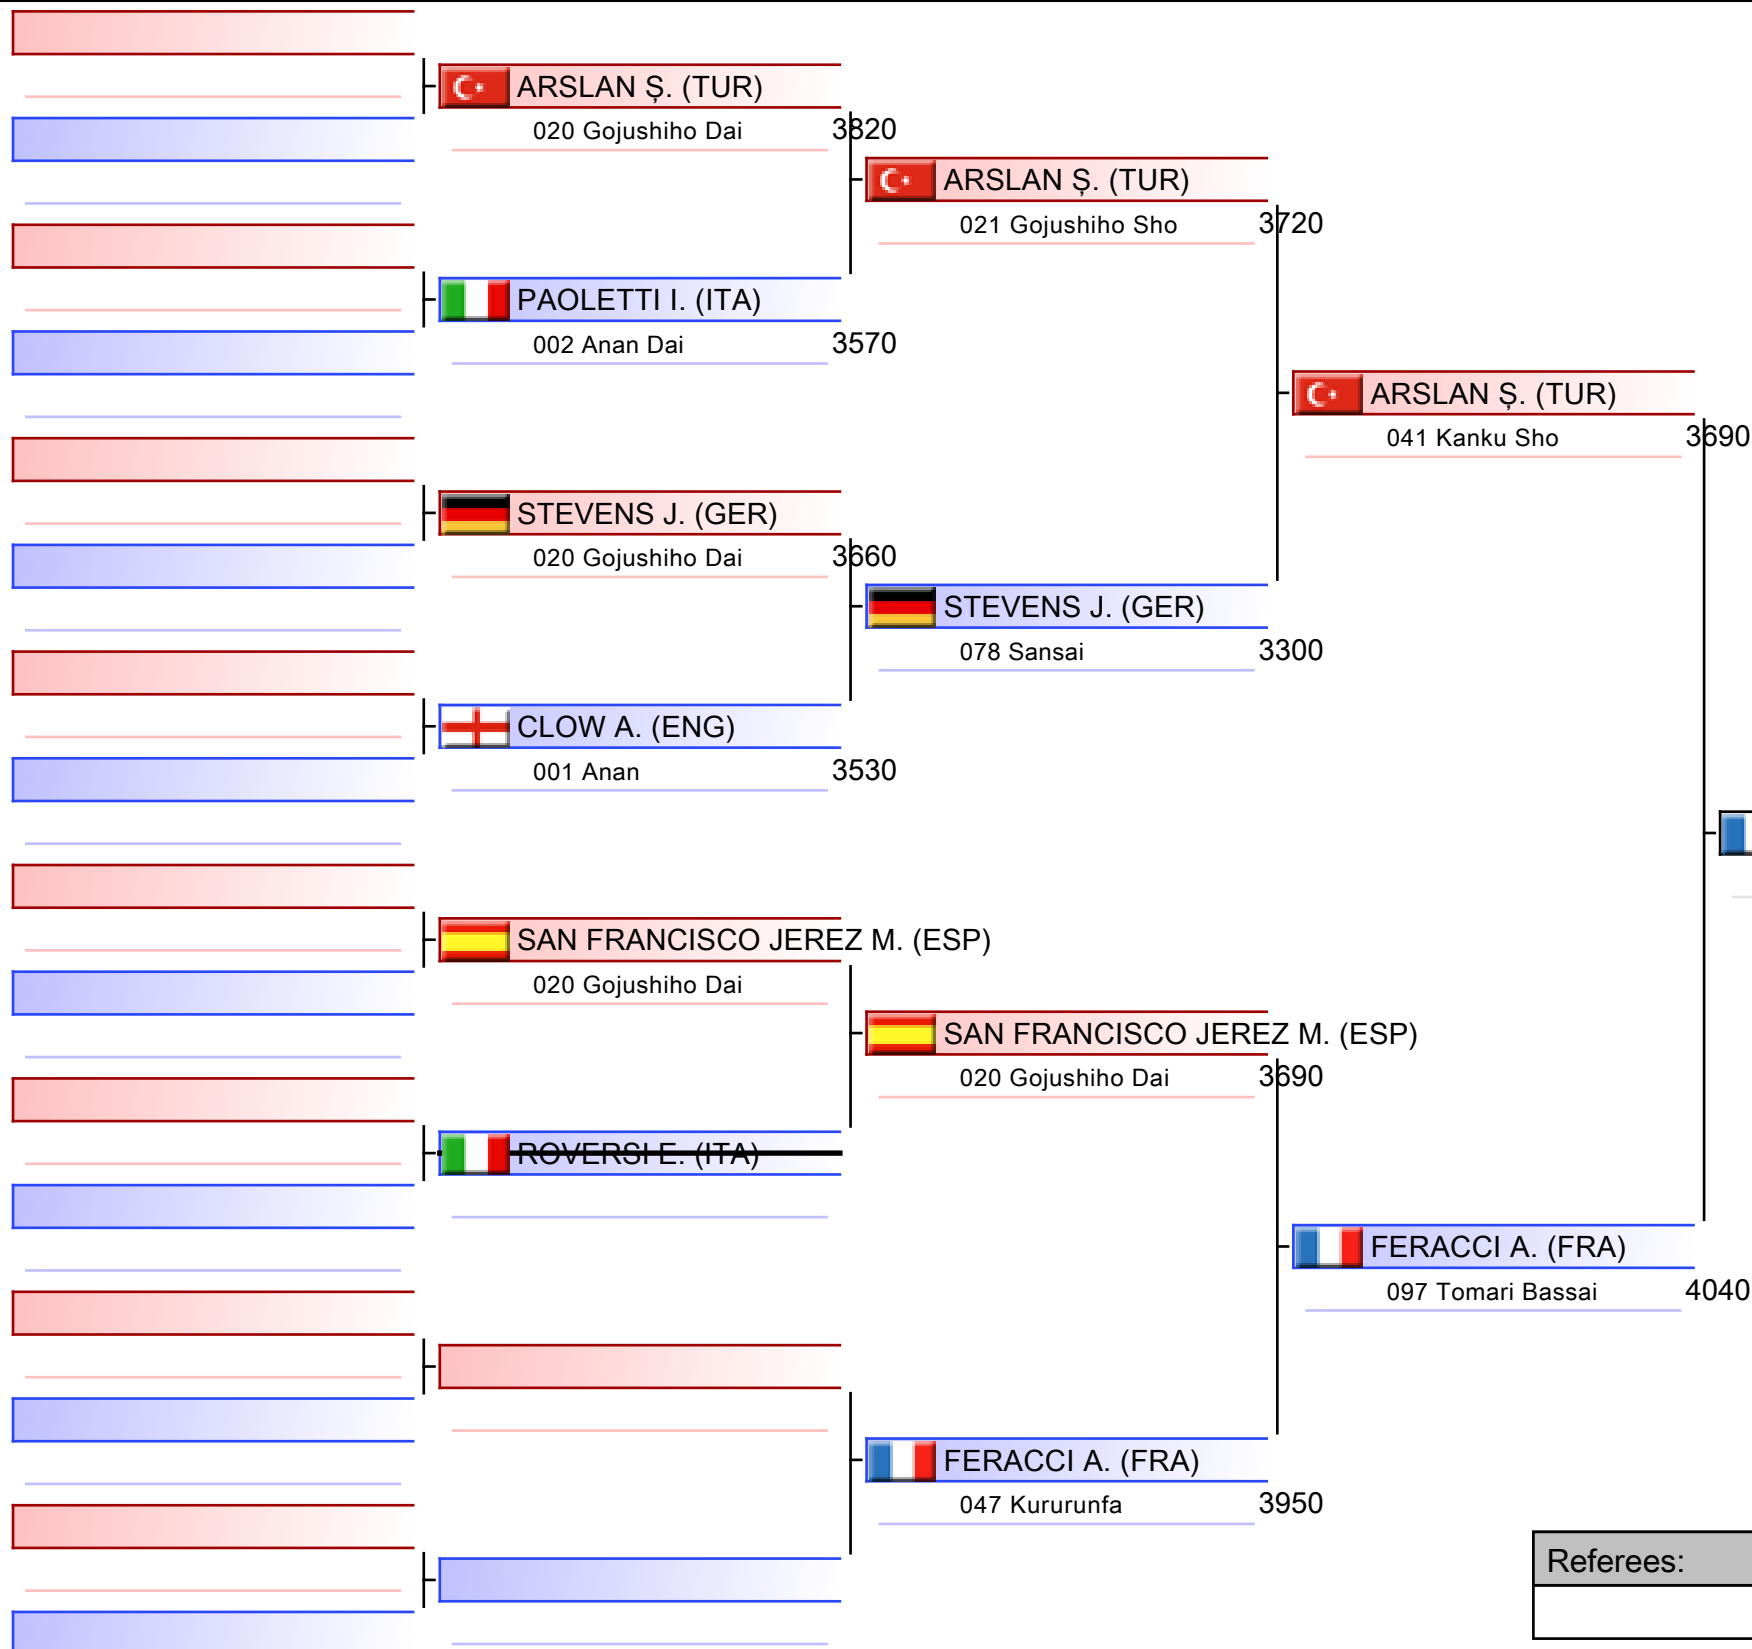 ARSLAN Ş. (TUR)
020 Gojushiho Dai 3820
ARSLAN Ş. (TUR)
021 Gojushiho Sho 3720
PAOLETTI I. (ITA)
002 Anan Dai 3570
ARSLAN Ş. (TUR)
041 Kanku Sho 3690
STEVENS J. (GER)
020 Gojushiho Dai 3660
STEVENS J. (GER)
078 Sansai 3300
CLOW A. (ENG)
001 Anan 3530
SAN FRANCISCO JEREZ M. (ESP)
020 Gojushiho Dai
SAN FRANCISCO JEREZ M. (ESP)
020 Gojushiho Dai 3690
ROVERSI E. (ITA)
FERACCI A. (FRA)
097 Tomari Bassai 4040
FERACCI A. (FRA)
047 Kururunfa 3950
Referees: